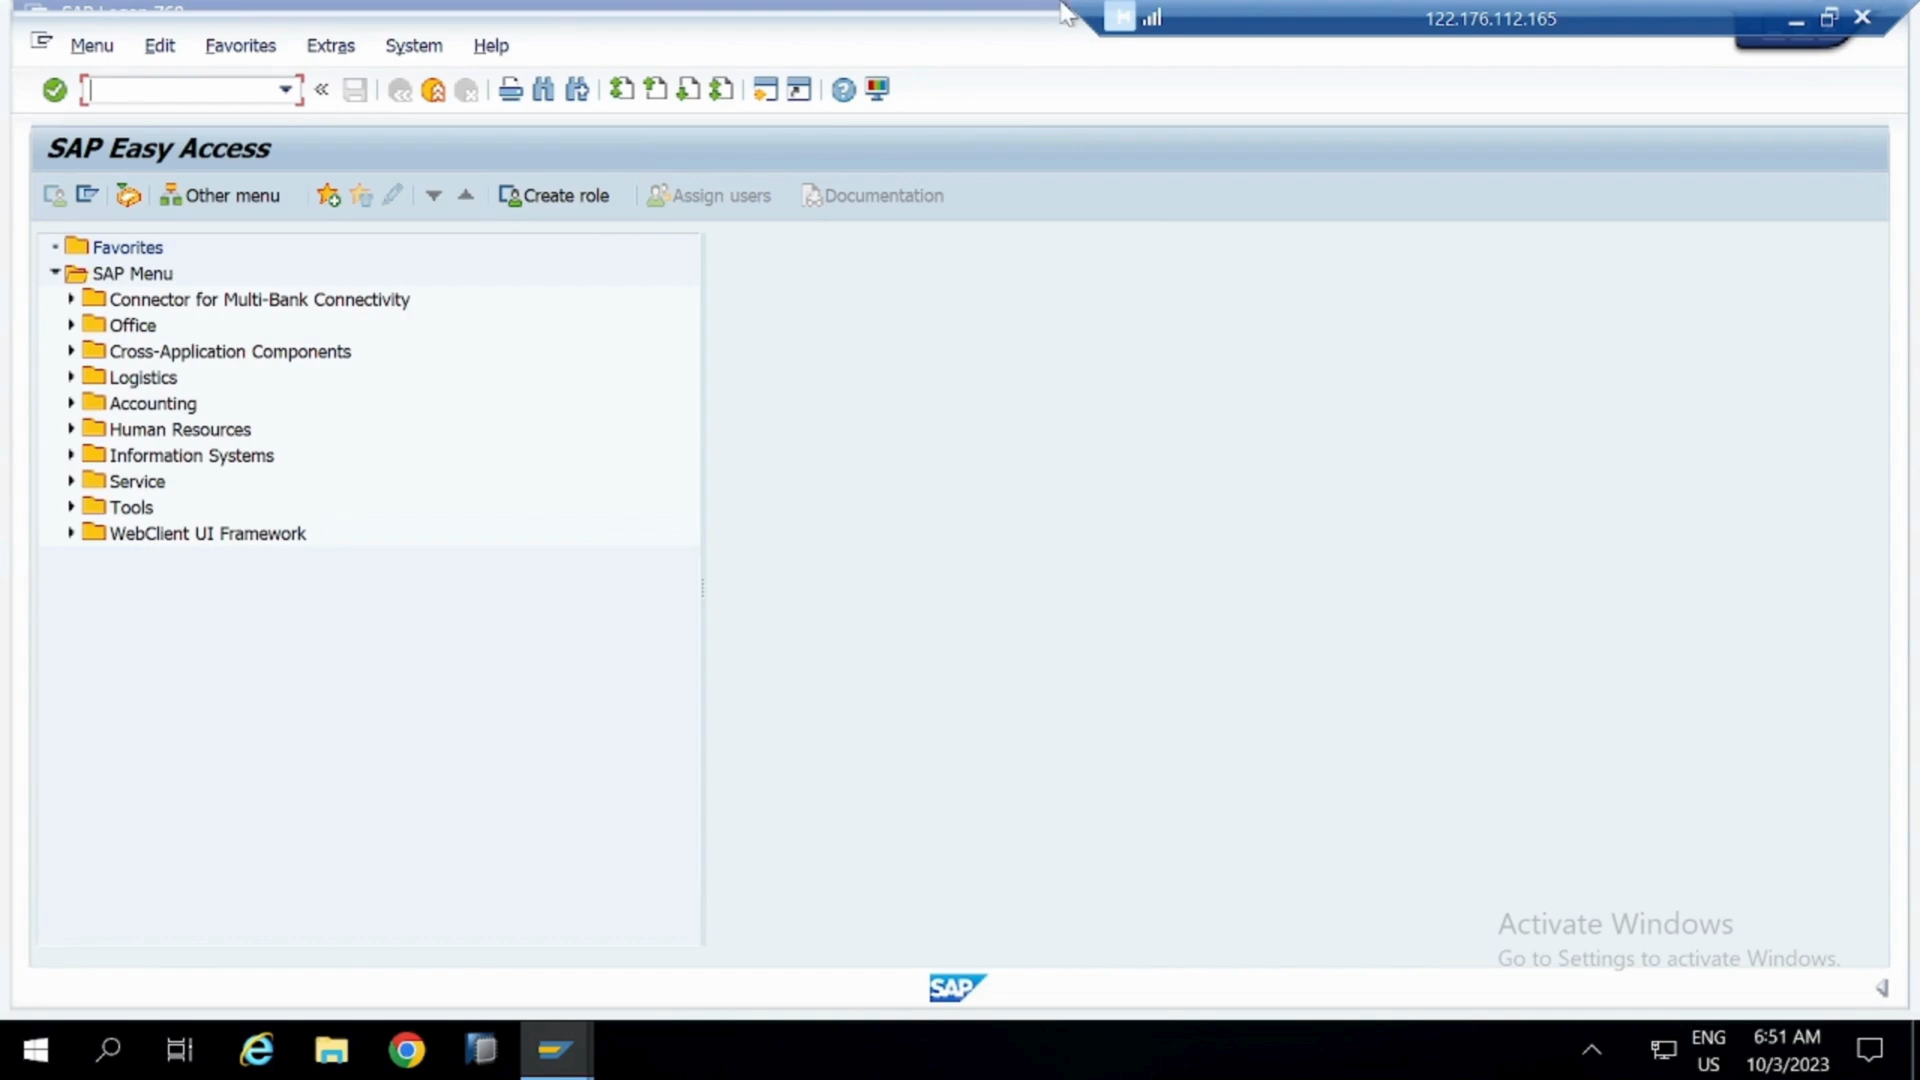 122.176.112.165
Menu Edit Favorites Extras System Help
SAP Easy Access
Other menu Create role Assign users Documentation
Favorites
SAP Menu
Connector for Multi-Bank Connectivity
Office
Cross-Application Components
Logistics
Accounting
Human Resources
Information Systems
Service
Tools
WebClient UI Framework
Activate Windows
Go to Settings to activate Windows.
SAP
ENG 6:51 AM
US 10/3/2023